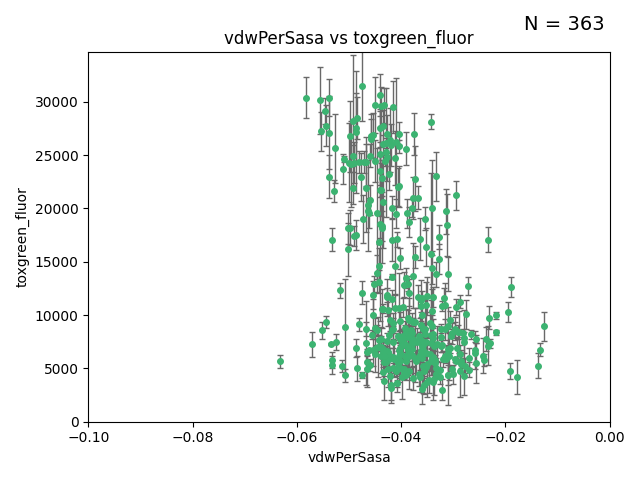 N = 363
vdwPerSasa vs toxgreen_fluor
toxgreen_fluor
30000
25000
20000
15000
10000
5000
0
−0.10 −0.08 −0.06 −0.04 −0.02 0.00
vdwPerSasa